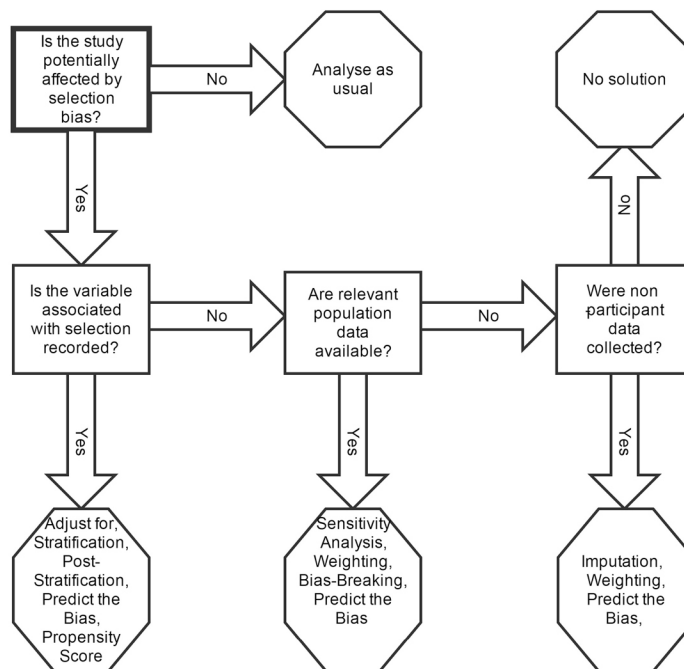 Is the study
potentially
affected by
selection
bias?
No
Analyse as
usual
No solution
Yes
No
Is the variable
associated
with selection
recorded?
No
Are relevant
population
data
available?
No
Were non
-participant
data
collected?
Yes
Yes
Yes
Adjust for,
Stratification,
Post-
Stratification,
Predict the
Bias,
Propensity
Score
Sensitivity
Analysis,
Weighting,
Bias-Breaking,
Predict the
Bias
Imputation,
Weighting,
Predict the
Bias,